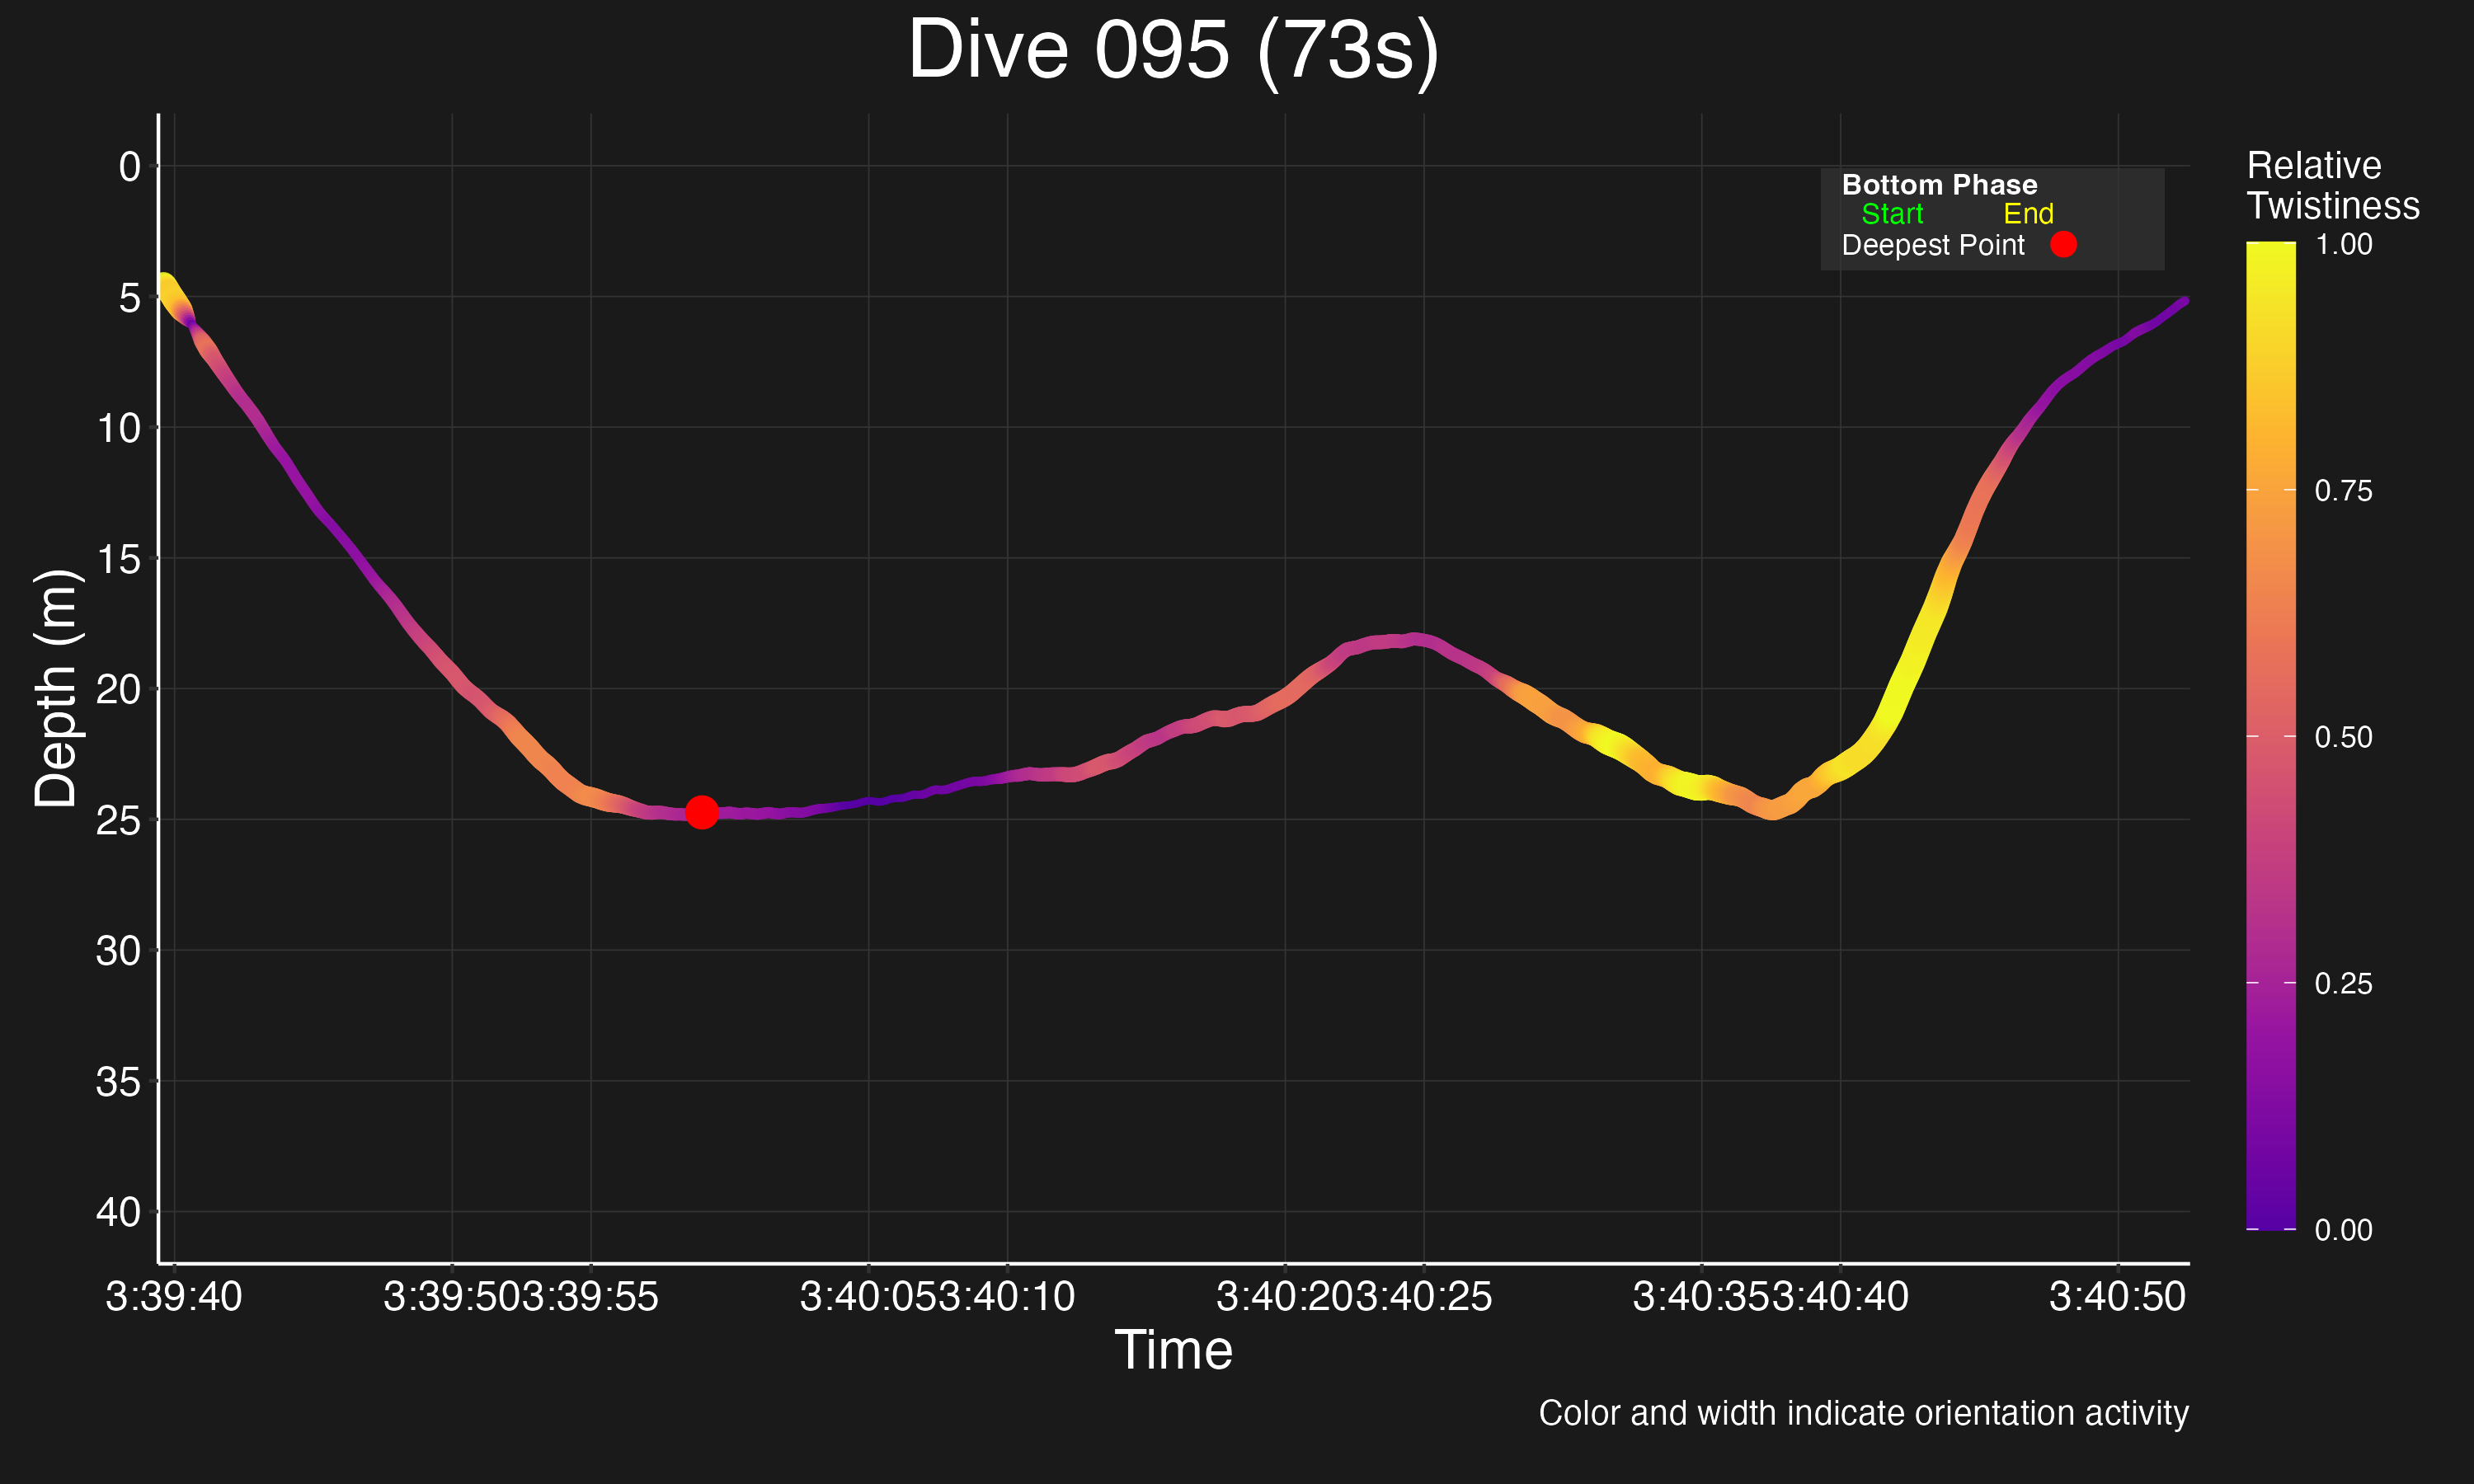 Dive 095 (73s)
Depth (m)
0
5
10
15
20
25
30
35
40
Bottom Phase
Start End
Deepest Point
Relative
Twistiness
1.00
0.75
0.50
0.25
0.00
3:39:40 3:39:50 3:39:55 3:40:05 3:40:10 3:40:20 3:40:25 3:40:35 3:40:40 3:40:50
Time
Color and width indicate orientation activity